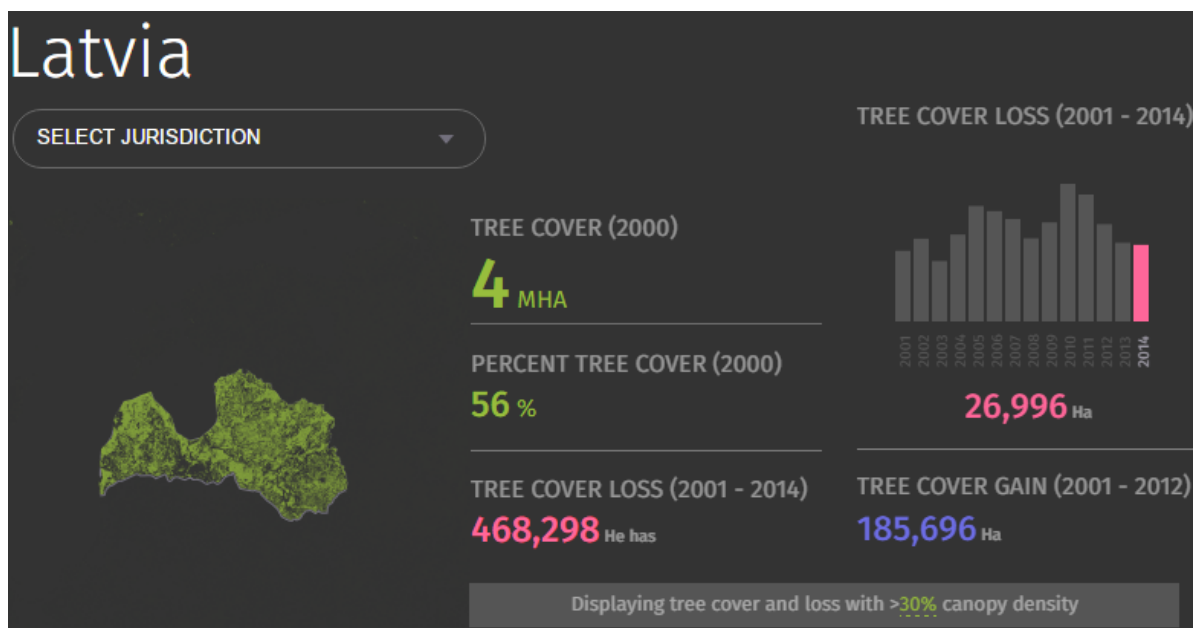 Latvia
SELECT JURISDICTION
TREE COVER (2000)
4 MHA
PERCENT TREE COVER (2000)
56 %
TREE COVER LOSS (2001 - 2014)
468,298 He has
TREE COVER LOSS (2001 - 2014)
2001 2002 2003 2004 2005 2006 2007 2008 2009 2010 2011 2012 2013 2014
26,996 Ha
TREE COVER GAIN (2001 - 2012)
185,696 Ha
Displaying tree cover and loss with >30% canopy density